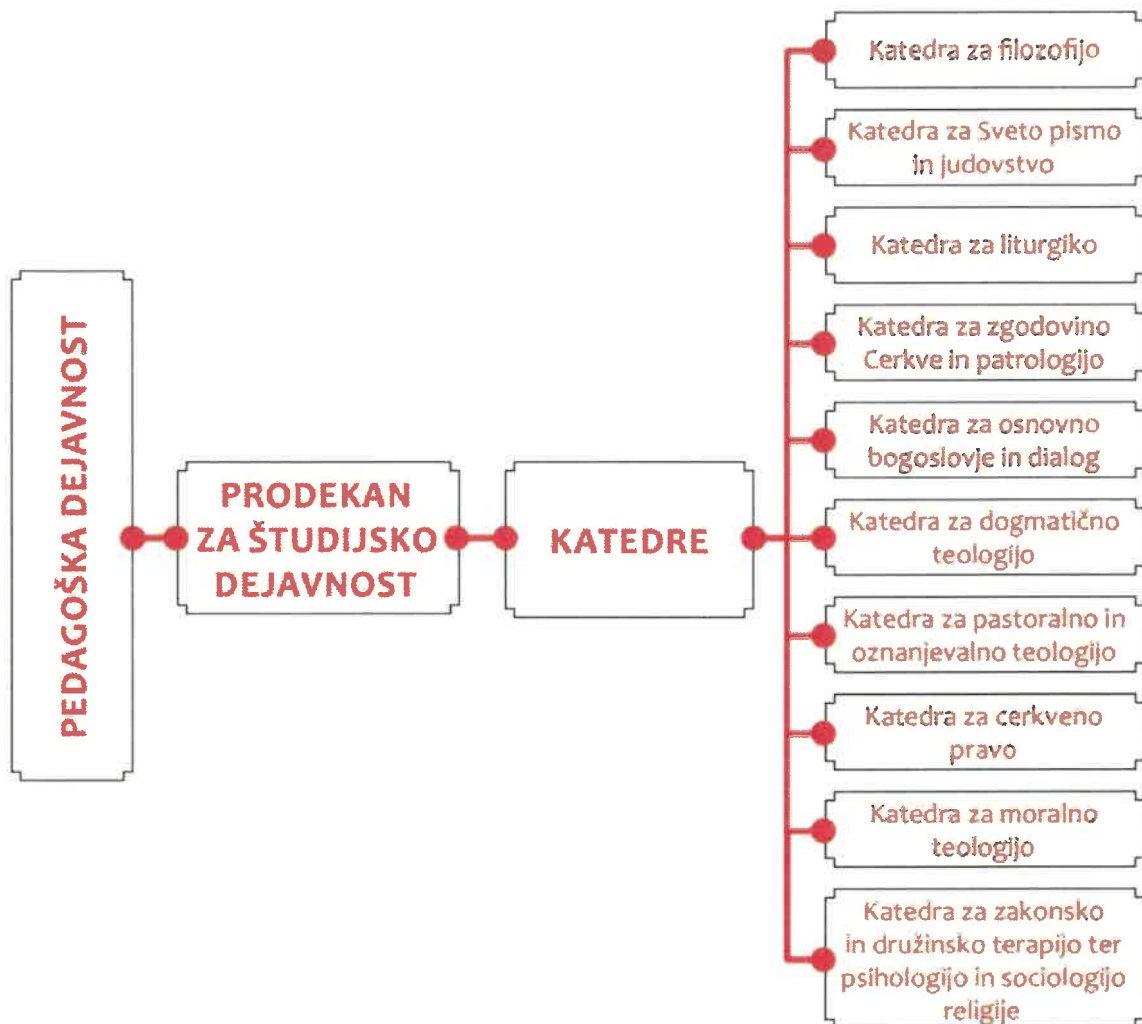 PEDAGOŠKA DEJAVNOST
PRODEKAN
ZA ŠTUDIJSKO
DEJAVNOST
KATEDRE
Katedra za filozofijo
Katedra za Sveto pismo
in judovstvo
Katedra za liturgiko
Katedra za zgodovino
Cerkve in patrologijo
Katedra za osnovno
bogoslovje in dialog
Katedra za dogmatično
teologijo
Katedra za pastoralno in
oznanjevalno teologijo
Katedra za cerkveno
pravo
Katedra za moralno
teologijo
Katedra za zakonsko
in družinsko terapijo ter
psihologijo in sociologijo
religije